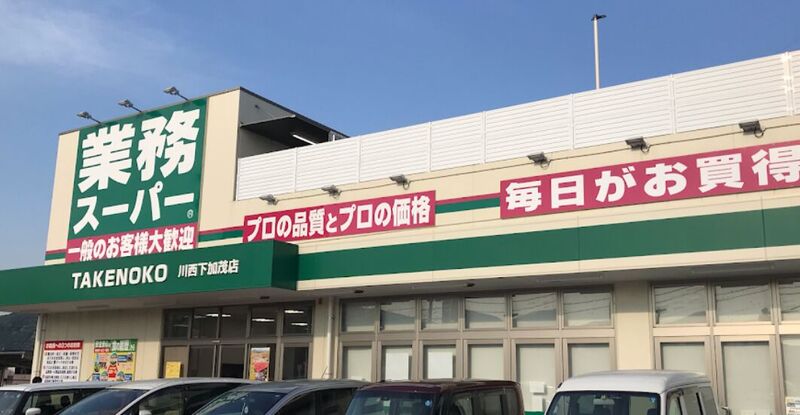 業務
スーパー®
一般のお客様大歓迎
TAKENOKO 川西下加茂店
プロの品質とプロの価格
毎日がお買得